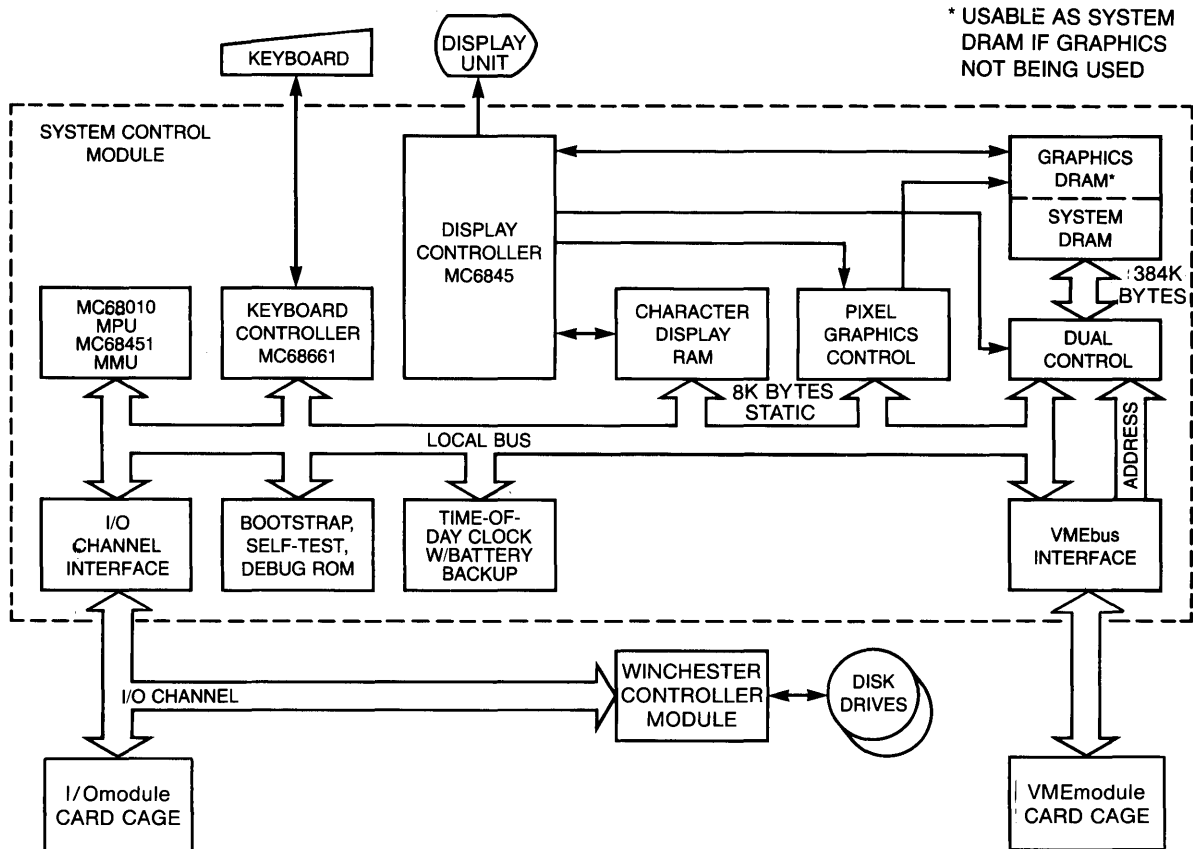 * USABLE AS SYSTEM
DRAM IF GRAPHICS
NOT BEING USED
KEYBOARD
DISPLAY
UNIT
SYSTEM CONTROL
MODULE
DISPLAY
CONTROLLER
MC6845
GRAPHICS
DRAM*
SYSTEM
DRAM
384K
BYTES
MC68010
MPU
MC68451
MMU
KEYBOARD
CONTROLLER
MC68661
CHARACTER
DISPLAY
RAM
PIXEL
GRAPHICS
CONTROL
DUAL
CONTROL
8K BYTES
STATIC
LOCAL BUS
ADDRESS
I/O
CHANNEL
INTERFACE
BOOTSTRAP,
SELF-TEST,
DEBUG ROM
TIME-OF-
DAY CLOCK
W/BATTERY
BACKUP
VMEbus
INTERFACE
I/O CHANNEL
WINCHESTER
CONTROLLER
MODULE
DISK
DRIVES
I/Omodule
CARD CAGE
VMEmodule
CARD CAGE